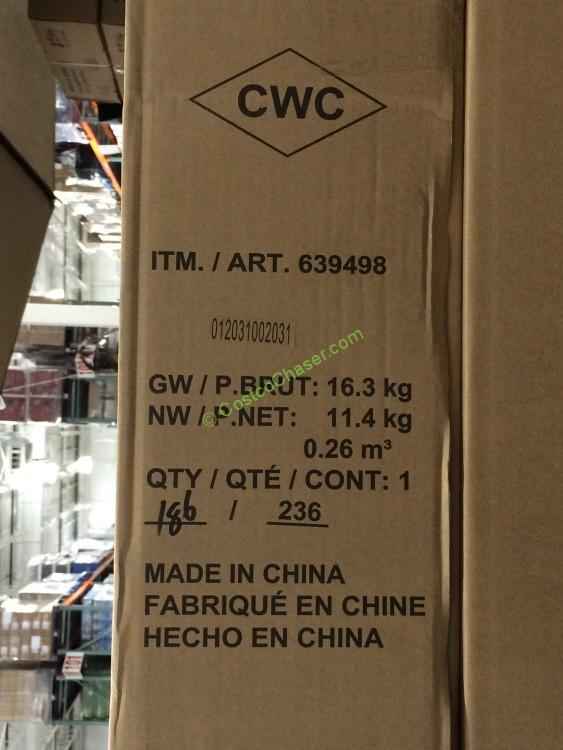 CWC
ITM. / ART. 639498
012031002031
© CostcoChaser.com
GW / P.BRUT: 16.3 kg
NW / P.NET: 11.4 kg
0.26 m³
QTY / QTÉ / CONT: 1
186 / 236
MADE IN CHINA
FABRIQUÉ EN CHINE
HECHO EN CHINA
101